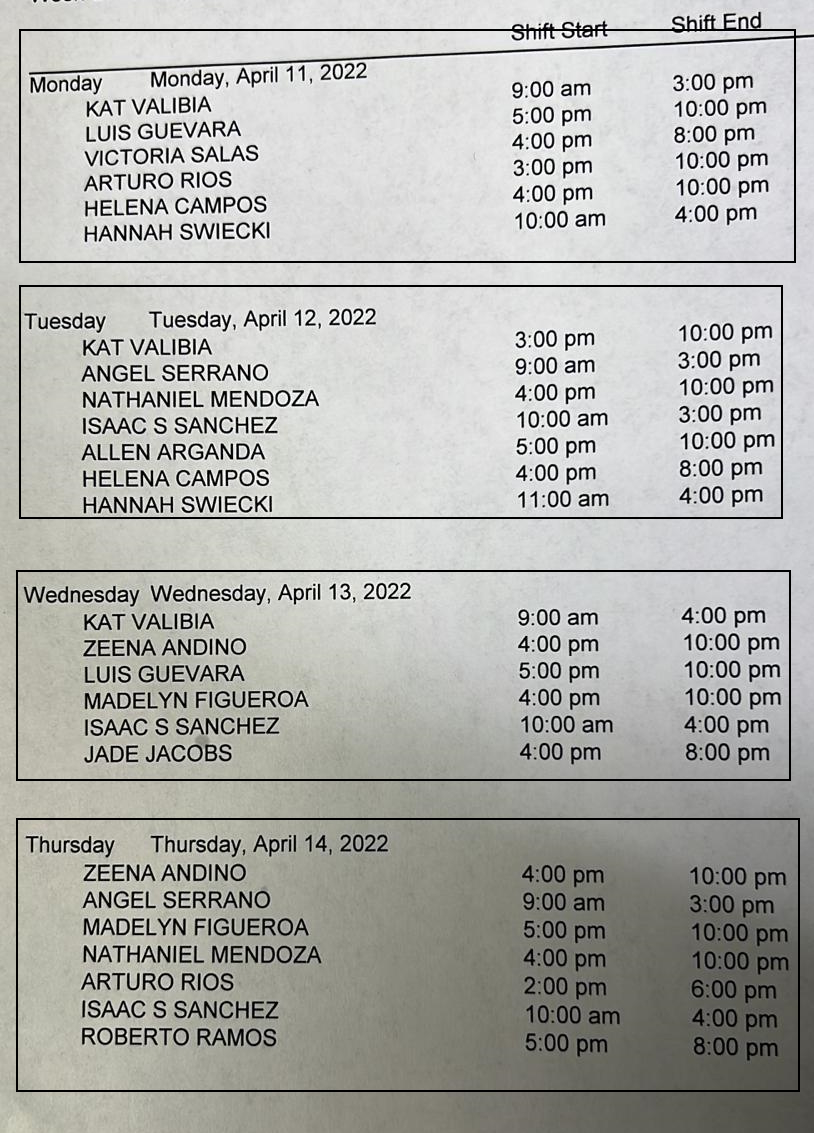 Shift Start Shift End
Monday Monday, April 11, 2022
KAT VALIBIA 9:00 am 3:00 pm
LUIS GUEVARA 5:00 pm 10:00 pm
VICTORIA SALAS 4:00 pm 8:00 pm
ARTURO RIOS 3:00 pm 10:00 pm
HELENA CAMPOS 4:00 pm 10:00 pm
HANNAH SWIECKI 10:00 am 4:00 pm
Tuesday Tuesday, April 12, 2022
KAT VALIBIA 3:00 pm 10:00 pm
ANGEL SERRANO 9:00 am 3:00 pm
NATHANIEL MENDOZA 4:00 pm 10:00 pm
ISAAC S SANCHEZ 10:00 am 3:00 pm
ALLEN ARGANDA 5:00 pm 10:00 pm
HELENA CAMPOS 4:00 pm 8:00 pm
HANNAH SWIECKI 11:00 am 4:00 pm
Wednesday Wednesday, April 13, 2022
KAT VALIBIA 9:00 am 4:00 pm
ZEENA ANDINO 4:00 pm 10:00 pm
LUIS GUEVARA 5:00 pm 10:00 pm
MADELYN FIGUEROA 4:00 pm 10:00 pm
ISAAC S SANCHEZ 10:00 am 4:00 pm
JADE JACOBS 4:00 pm 8:00 pm
Thursday Thursday, April 14, 2022
ZEENA ANDINO 4:00 pm 10:00 pm
ANGEL SERRANO 9:00 am 3:00 pm
MADELYN FIGUEROA 5:00 pm 10:00 pm
NATHANIEL MENDOZA 4:00 pm 10:00 pm
ARTURO RIOS 2:00 pm 6:00 pm
ISAAC S SANCHEZ 10:00 am 4:00 pm
ROBERTO RAMOS 5:00 pm 8:00 pm